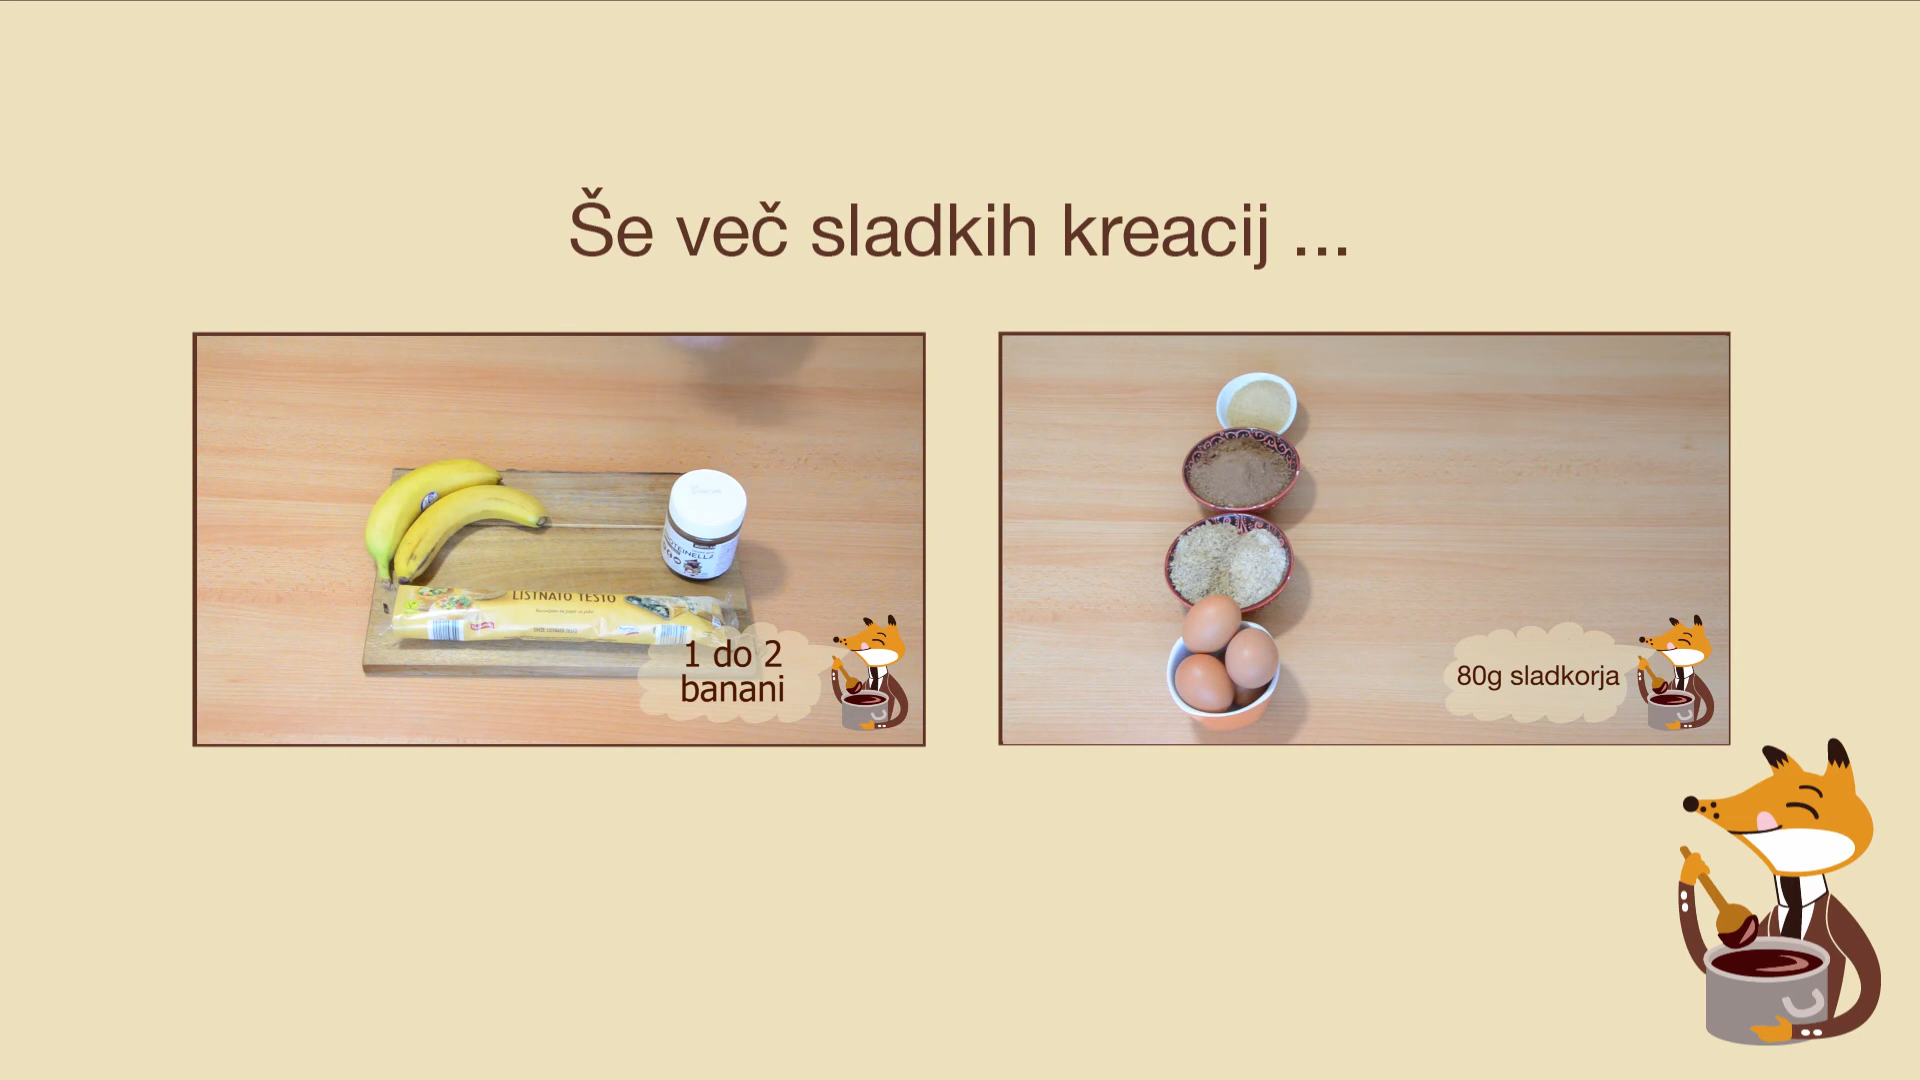 Še več sladkih kreacij ...
LISTNATO TESTO
1 do 2
banani
80g sladkorja